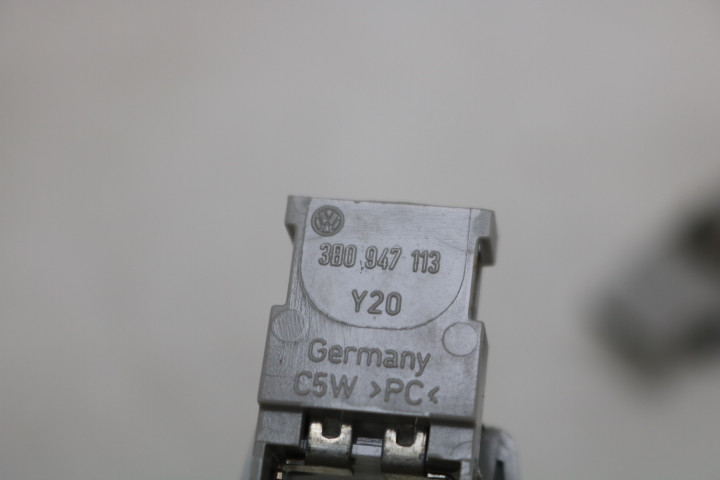 3B0 947 113
Y20
Germany
C5W >PC<